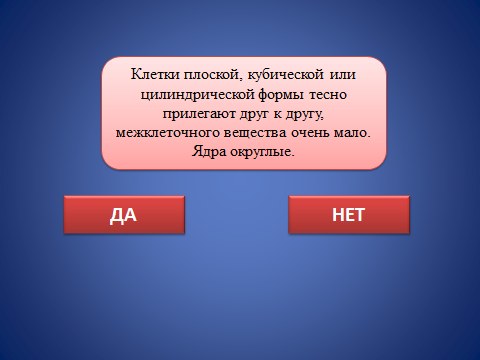 Клетки плоской, кубической или
цилиндрической формы тесно
прилегают друг к другу,
межклеточного вещества очень мало.
Ядра округлые.
ДА
НЕТ